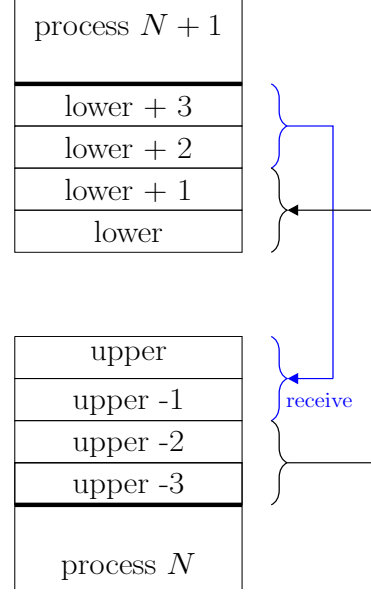 process N + 1
lower + 3
lower + 2
lower + 1
lower
upper
upper -1
receive
upper -2
upper -3
process N